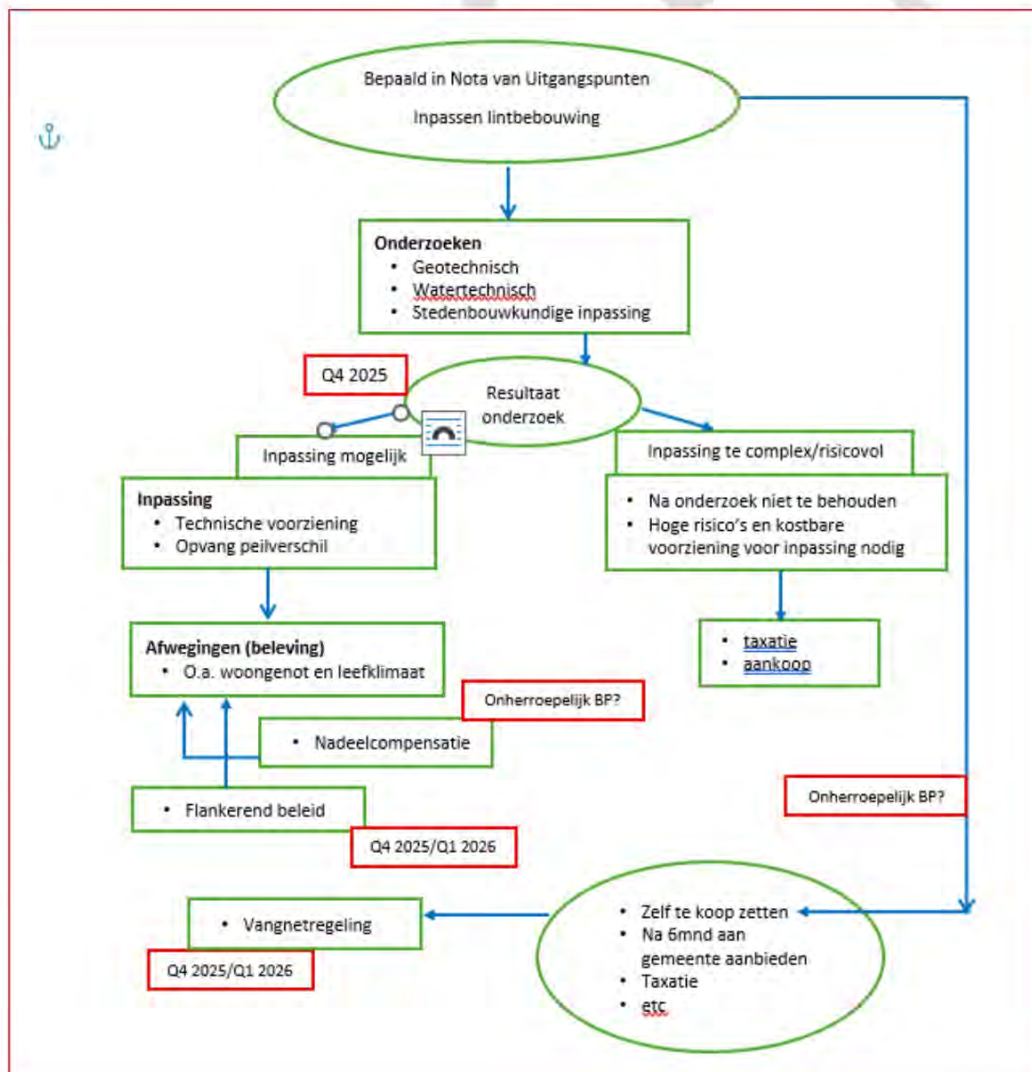 Bepaald in Nota van Uitgangspunten
Inpassen lintbebouwing
Onderzoeken
• Geotechnisch
• Watertechnisch
• Stedenbouwkundige inpassing
Q4 2025
Resultaat
onderzoek
Inpassing mogelijk
Inpassing te complex/risicovol
Inpassing
• Technische voorziening
• Opvang peilverschil
• Na onderzoek niet te behouden
• Hoge risico's en kostbare
voorziening voor inpassing nodig
Afwegingen (beleving)
• O.a. woongenot en leefklimaat
• taxatie
• aankoop
Onherroepelijk BP?
• Nadeelcompensatie
• Flankerend beleid
Q4 2025/Q1 2026
Onherroepelijk BP?
• Vangnetregeling
Q4 2025/Q1 2026
• Zelf te koop zetten
• Na 6mnd aan
gemeente aanbieden
• Taxatie
• etc